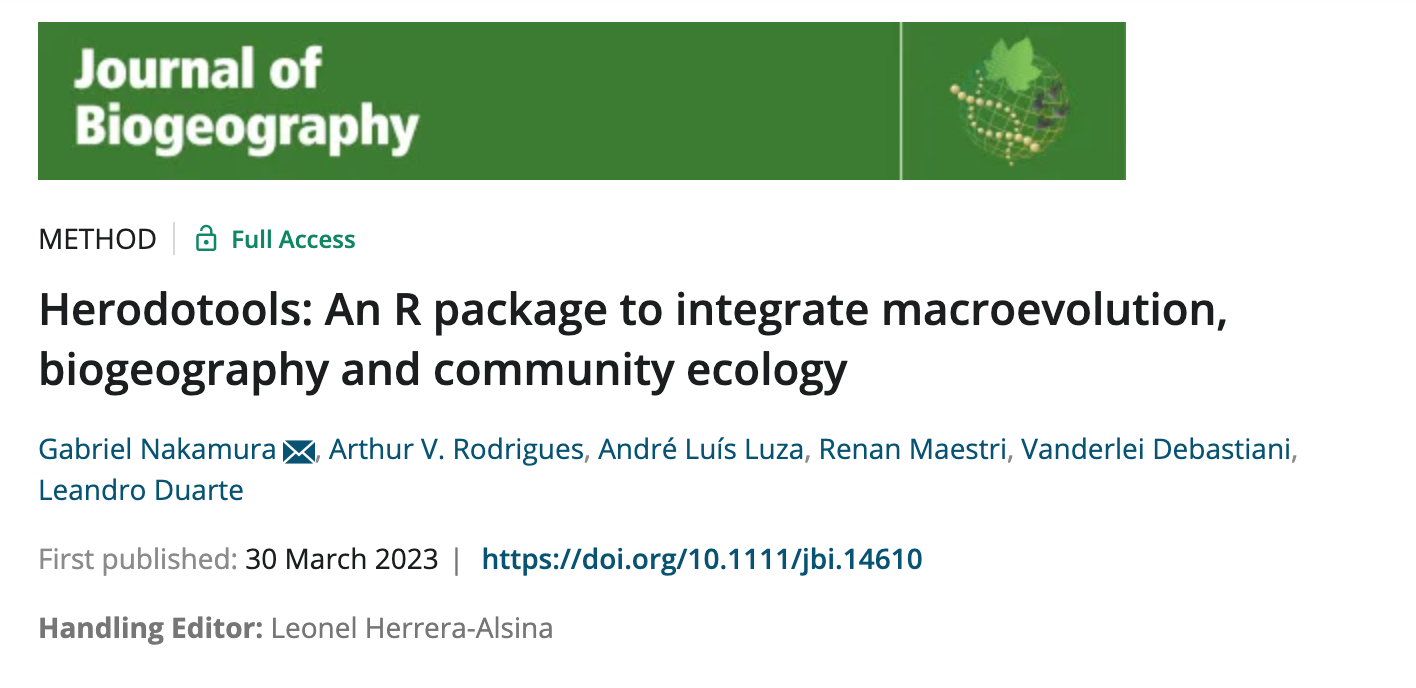 Journal of
Biogeography
METHOD | Full Access
Herodotools: An R package to integrate macroevolution,
biogeography and community ecology
Gabriel Nakamura, Arthur V. Rodrigues, André Luís Luza, Renan Maestri, Vanderlei Debastiani,
Leandro Duarte
First published: 30 March 2023 | https://doi.org/10.1111/jbi.14610
Handling Editor: Leonel Herrera-Alsina